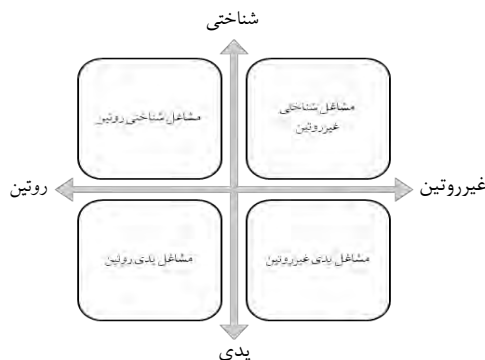 شناختی
مشاغل شناختی روتین
مشاغل شناختی
غیرروتین
روتین
غیرروتین
مشاغل یدی روتین
مشاغل یدی غیرروتین
یدی